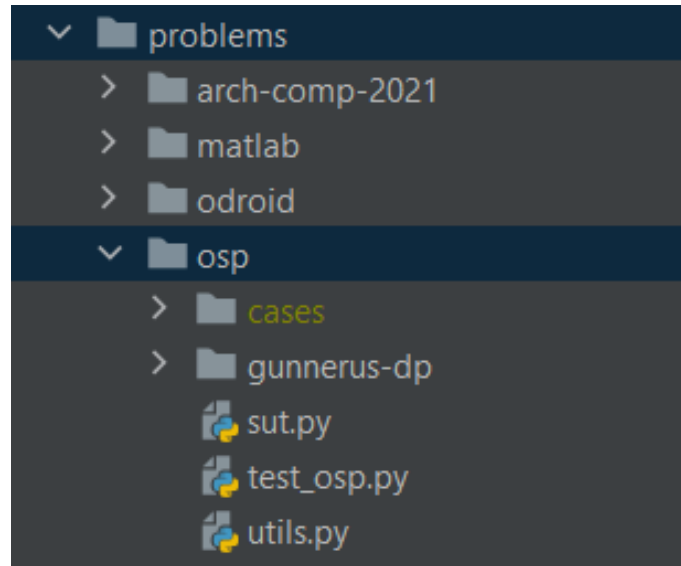 problems
arch-comp-2021
matlab
odroid
osp
cases
gunnerus-dp
sut.py
test_osp.py
utils.py